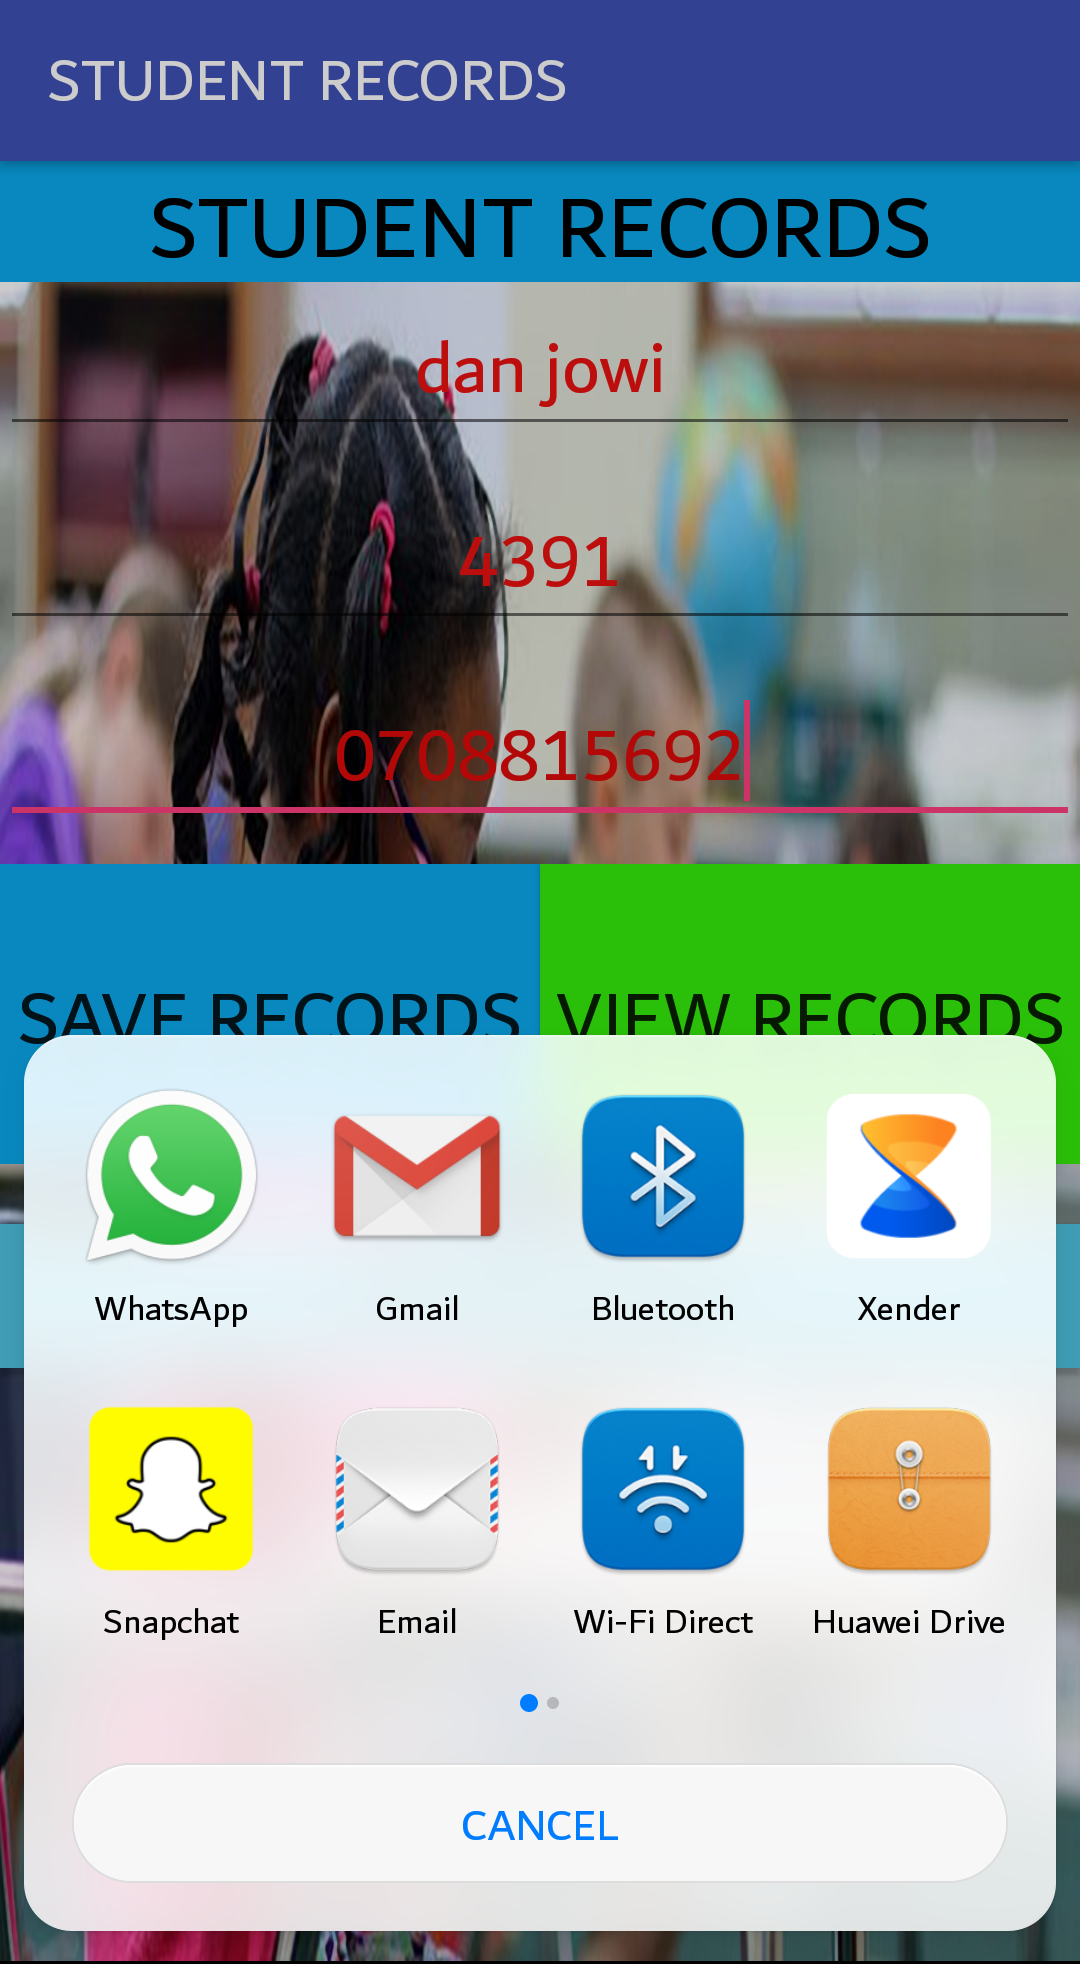 STUDENT RECORDS
STUDENT RECORDS
dan jowi
4391
0708815692
SAVE RECORDS VIEW RECORDS
WhatsApp Gmail Bluetooth Xender
Snapchat Email Wi-Fi Direct Huawei Drive
CANCEL